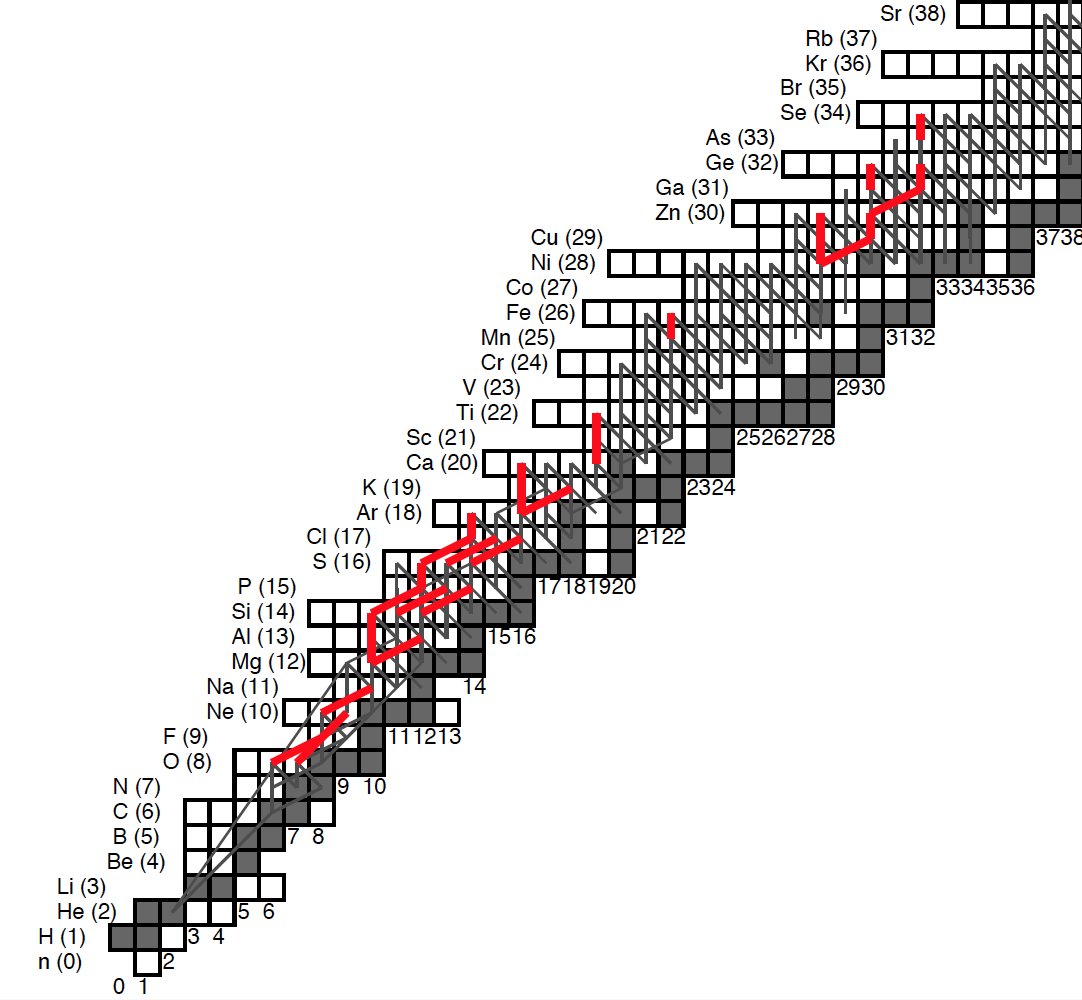 Sr (38)
Rb (37)
Kr (36)
Br (35)
Se (34)
As (33)
Ge (32)
Ga (31)
Zn (30)
Cu (29)
3738
Ni (28)
Co (27)
33343536
Fe (26)
Mn (25)
3132
Cr (24)
V (23)
2930
Ti (22)
Sc (21)
25262728
Ca (20)
K (19)
2324
Ar (18)
Cl (17)
2122
S (16)
P (15)
17181920
Si (14)
Al (13)
1516
Mg (12)
Na (11)
14
Ne (10)
F (9)
111213
O (8)
N (7)
9 10
C (6)
B (5)
7 8
Be (4)
Li (3)
He (2)
5 6
H (1)
3 4
n (0)
2
0 1